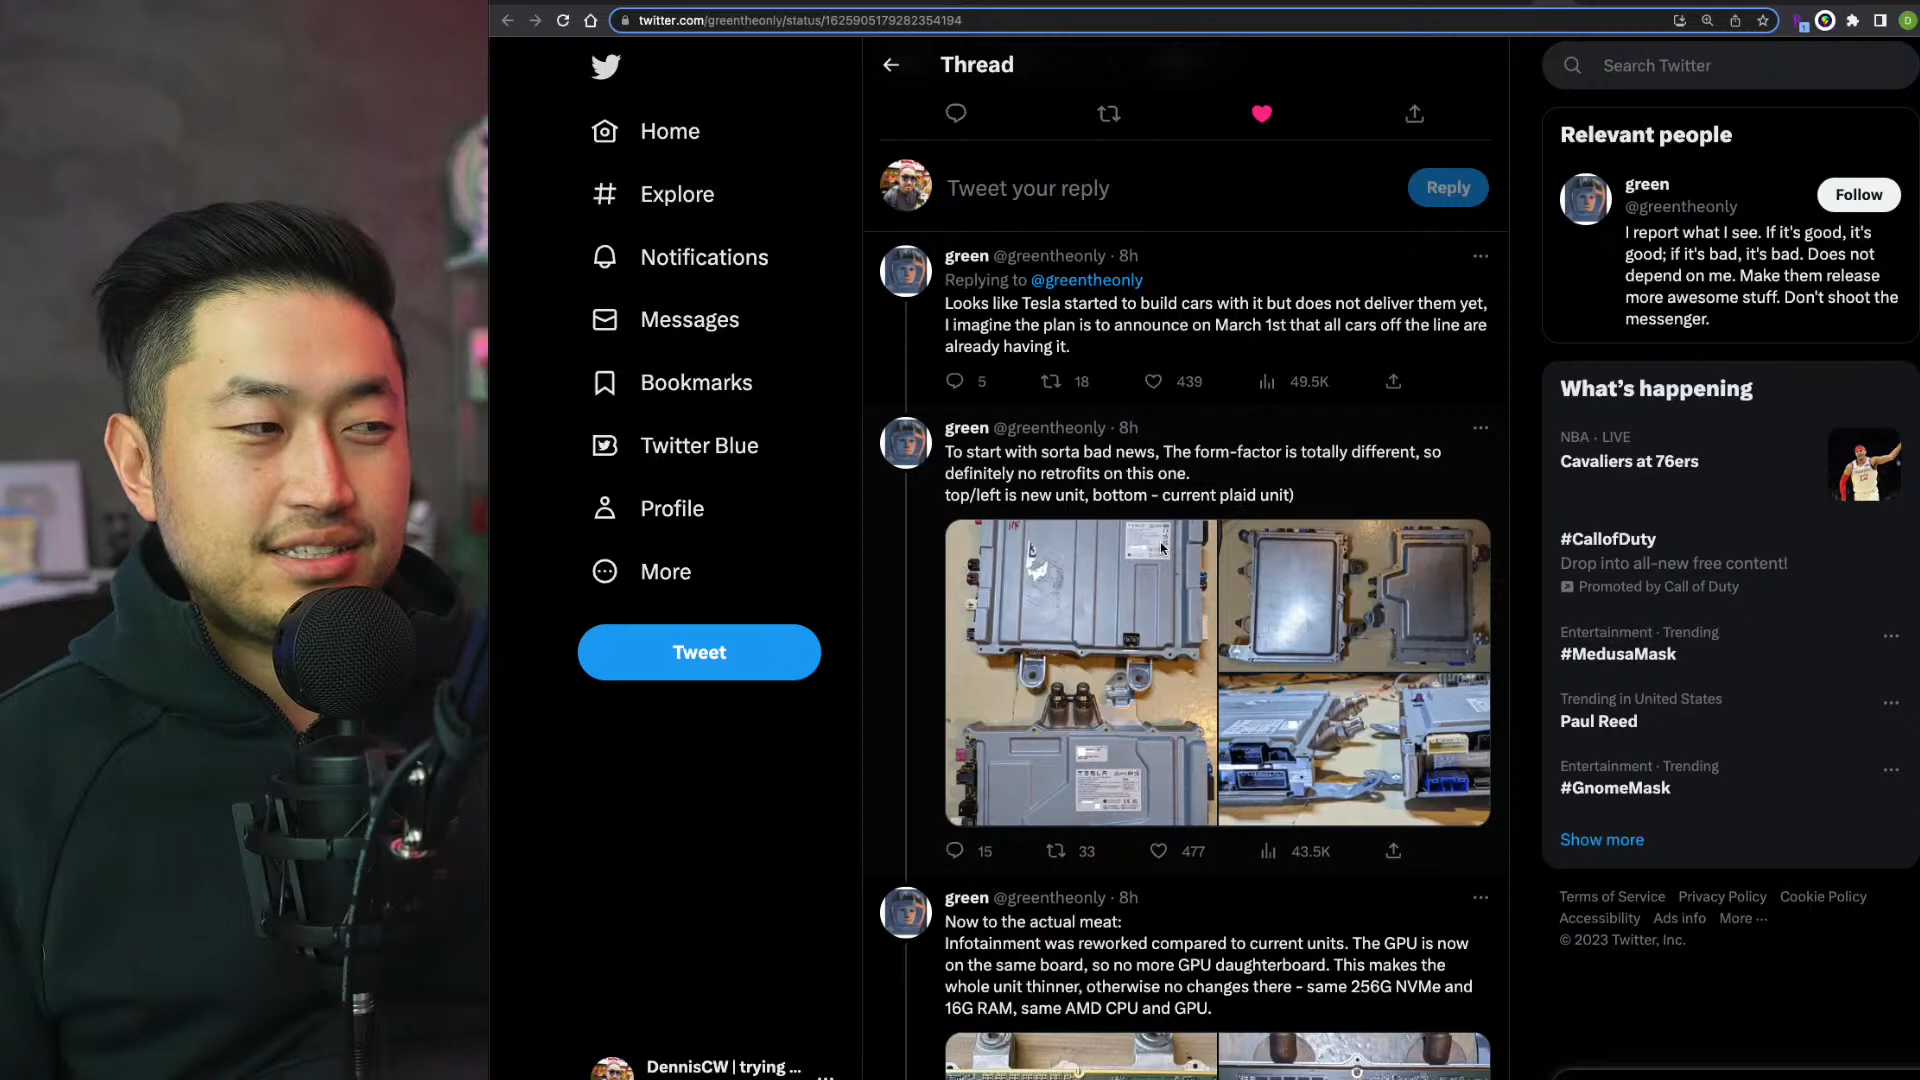 twitter.com/greentheonly/status/1625905179282354194
Home
Explore
Notifications
Messages
Bookmarks
Twitter Blue
Profile
More
Tweet
DennisCW | trying ...
Thread
Tweet your reply
Reply
green @greentheonly · 8h
Replying to @greentheonly
Looks like Tesla started to build cars with it but does not deliver them yet,
I imagine the plan is to announce on March 1st that all cars off the line are
already having it.
5 18 439 49.5K
green @greentheonly · 8h
To start with sorta bad news, The form-factor is totally different, so
definitely no retrofits on this one.
top/left is new unit, bottom - current plaid unit)
TESLA
15 33 477 43.5K
green @greentheonly · 8h
Now to the actual meat:
Infotainment was reworked compared to current units. The GPU is now
on the same board, so no more GPU daughterboard. This makes the
whole unit thinner, otherwise no changes there - same 256G NVMe and
16G RAM, same AMD CPU and GPU.
Search Twitter
Relevant people
green
@greentheonly
Follow
I report what I see. If it's good, it's
good; if it's bad, it's bad. Does not
depend on me. Make them release
more awesome stuff. Don't shoot the
messenger.
What's happening
NBA · LIVE
Cavaliers at 76ers
#CallofDuty
Drop into all-new free content!
Promoted by Call of Duty
Entertainment · Trending
#MedusaMask
Trending in United States
Paul Reed
Entertainment · Trending
#GnomeMask
Show more
Terms of Service Privacy Policy Cookie Policy
Accessibility Ads info More ···
© 2023 Twitter, Inc.